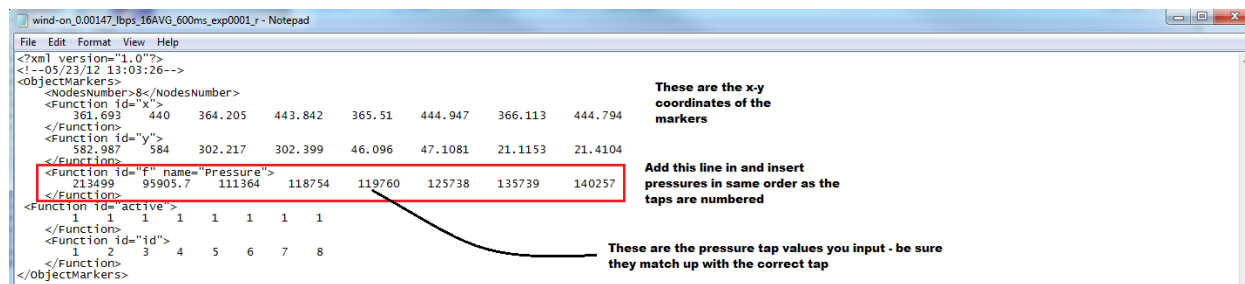 wind-on_0.00147_lbps_16AVG_600ms_exp0001_r - Notepad
File Edit Format View Help
<?xml version="1.0"?>
<!--05/23/12 13:03:26-->
<ObjectMarkers>
<NodesNumber>8</NodesNumber>
<Function id="x">
361.693 440 364.205 443.842 365.51 444.947 366.113 444.794
</Function>
<Function id="y">
582.987 584 302.217 302.399 46.096 47.1081 21.1153 21.4104
</Function>
<Function id="f" name="Pressure">
213499 95905.7 111364 118754 119760 125738 135739 140257
</Function>
<Function id="active">
1 1 1 1 1 1 1 1
</Function>
<Function id="id">
1 2 3 4 5 6 7 8
</Function>
</ObjectMarkers>
These are the x-y
coordinates of the
markers
Add this line in and insert
pressures in same order as the
taps are numbered
These are the pressure tap values you input - be sure
they match up with the correct tap